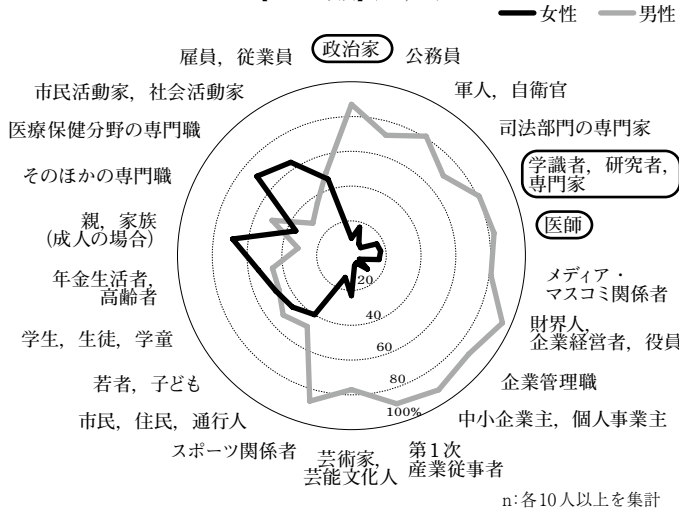 女性 男性
雇員，従業員 政治家 公務員
市民活動家，社会活動家 軍人，自衛官
医療保健分野の専門職 司法部門の専門家
そのほかの専門職 学識者，研究者，
専門家
親，家族
(成人の場合) 医師
年金生活者，
高齢者 メディア・
マスコミ関係者
学生，生徒，学童 財界人，
企業経営者，役員
若者，子ども 企業管理職
市民，住民，通行人 中小企業主，個人事業主
スポーツ関係者 芸術家，
芸能文化人 第1次
産業従事者
20
40
60
80
100%
n:各10人以上を集計